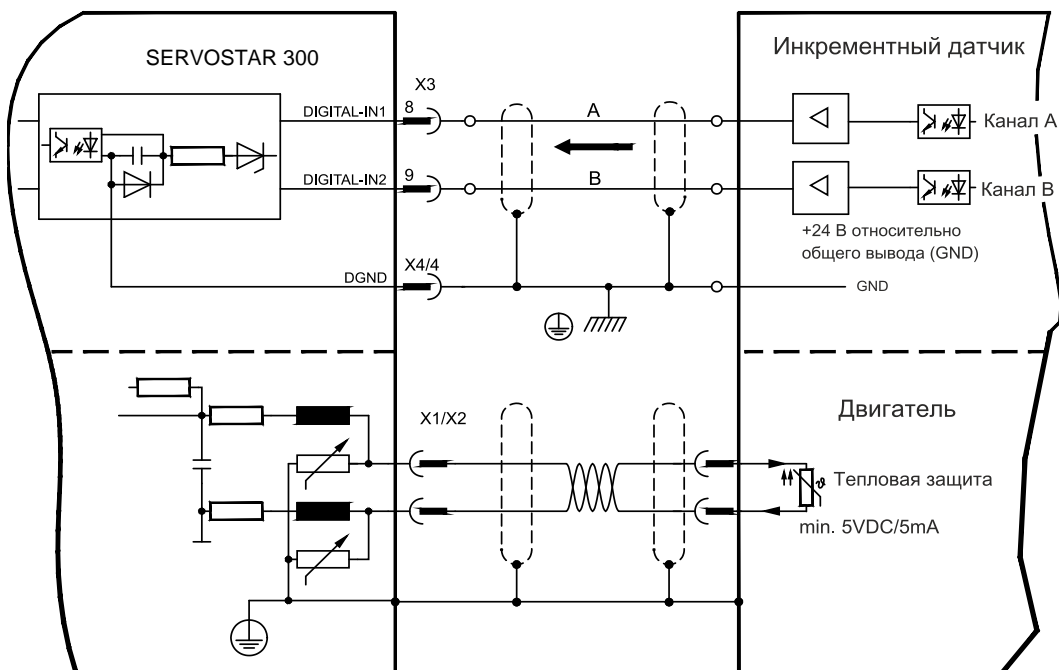 SERVOSTAR 300
Инкрементный датчик
X3
DIGITAL-IN1
8
A
Канал A
DIGITAL-IN2
9
B
Канал B
+24 В относительно
общего вывода (GND)
DGND
X4/4
GND
X1/X2
Двигатель
ϑ
Тепловая защита
min. 5VDC/5mA